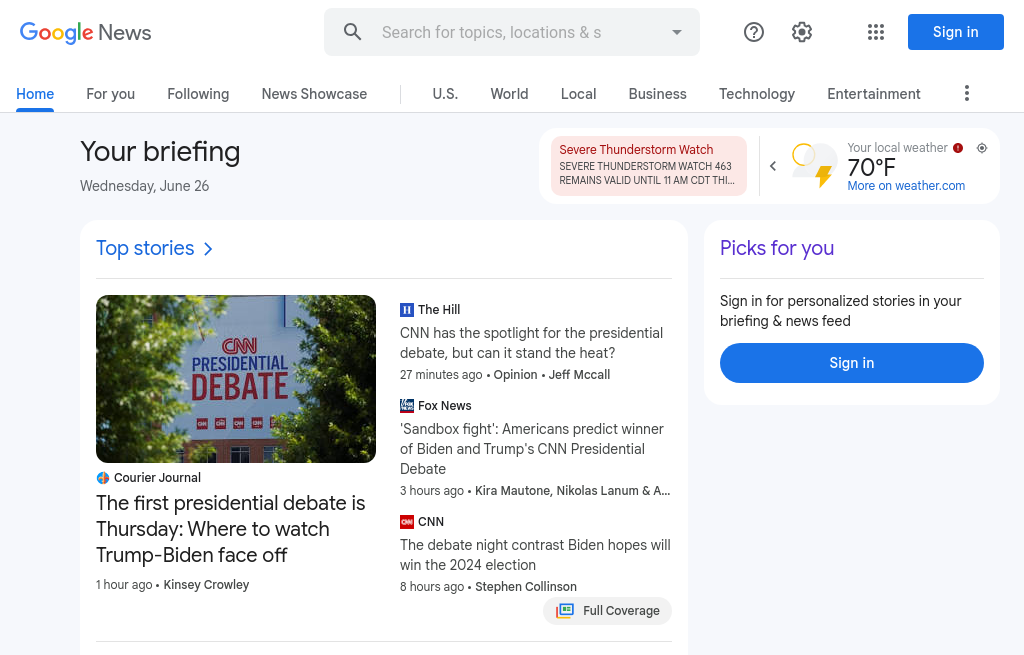 Google News
Search for topics, locations & s
Sign in
Home
For you
Following
News Showcase
U.S.
World
Local
Business
Technology
Entertainment
Your briefing
Wednesday, June 26
Severe Thunderstorm Watch
SEVERE THUNDERSTORM WATCH 463
REMAINS VALID UNTIL 11 AM CDT THI...
Your local weather
70°F
More on weather.com
Top stories
CNN
PRESIDENTIAL
DEBATE
Courier Journal
The first presidential debate is
Thursday: Where to watch
Trump-Biden face off
1 hour ago • Kinsey Crowley
The Hill
CNN has the spotlight for the presidential
debate, but can it stand the heat?
27 minutes ago • Opinion • Jeff Mccall
Fox News
'Sandbox fight': Americans predict winner
of Biden and Trump's CNN Presidential
Debate
3 hours ago • Kira Mautone, Nikolas Lanum & A...
CNN
CNN
The debate night contrast Biden hopes will
win the 2024 election
8 hours ago • Stephen Collinson
Full Coverage
Picks for you
Sign in for personalized stories in your
briefing & news feed
Sign in